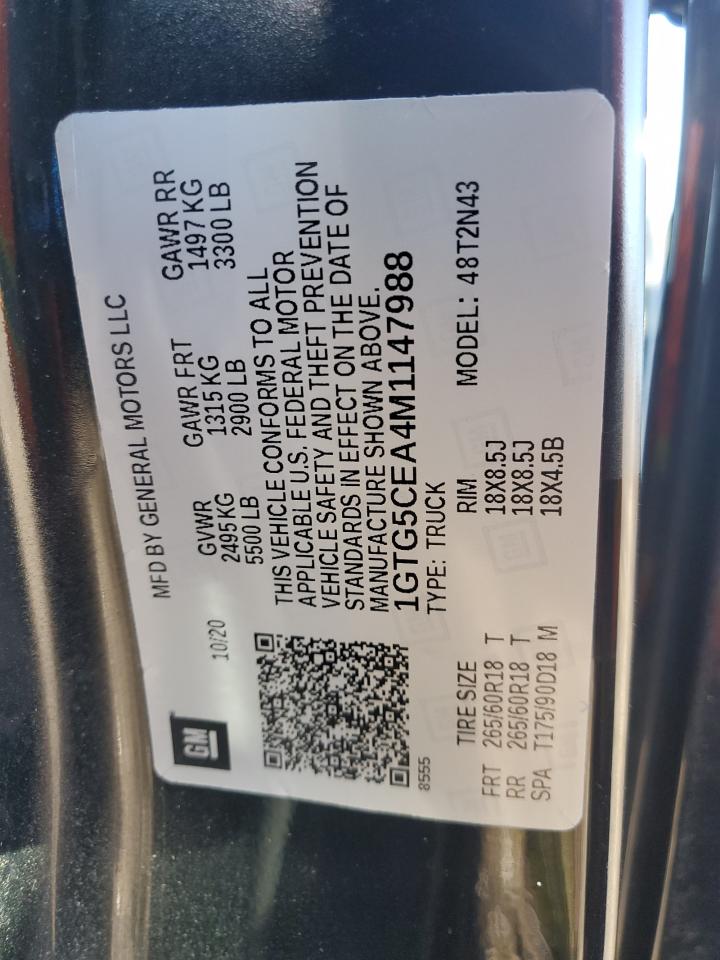 GM
MFD BY GENERAL MOTORS LLC
10/20
GVWR GAWR FRT GAWR RR
2495 KG 1315 KG 1497 KG
5500 LB 2900 LB 3300 LB
THIS VEHICLE CONFORMS TO ALL
APPLICABLE U.S. FEDERAL MOTOR
VEHICLE SAFETY AND THEFT PREVENTION
STANDARDS IN EFFECT ON THE DATE OF
MANUFACTURE SHOWN ABOVE.
1GTG5CEA4M1147988
8555
TYPE: TRUCK
MODEL: 48T2N43
TIRE SIZE RIM
FRT 265/60R18 T 18X8.5J
RR 265/60R18 T 18X8.5J
SPA T175/90D18 M 18X4.5B